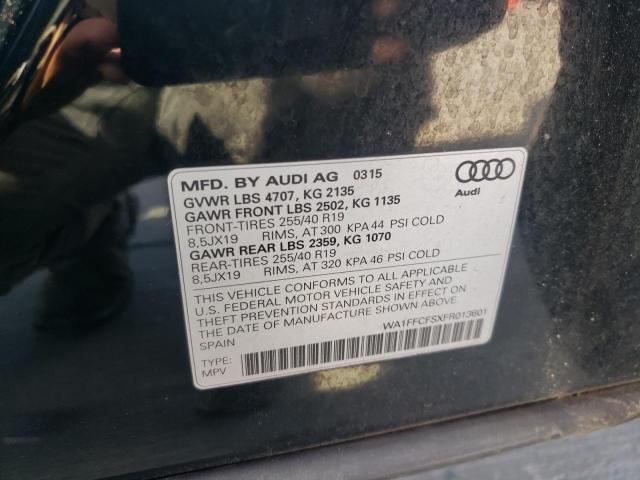 MFD. BY AUDI AG 0315
GVWR LBS 4707, KG 2135
GAWR FRONT LBS 2502, KG 1135
FRONT-TIRES 255/40 R19
8,5JX19 RIMS, AT 300 KPA 44 PSI COLD
GAWR REAR LBS 2359, KG 1070
REAR-TIRES 255/40 R19
8,5JX19 RIMS, AT 320 KPA 46 PSI COLD
Audi
THIS VEHICLE CONFORMS TO ALL APPLICABLE
U.S. FEDERAL MOTOR VEHICLE SAFETY AND
THEFT PREVENTION STANDARDS IN EFFECT ON
THE DATE OF MANUFACTURE SHOWN ABOVE.
SPAIN
WA1FFCFSXFR013601
TYPE:
MPV